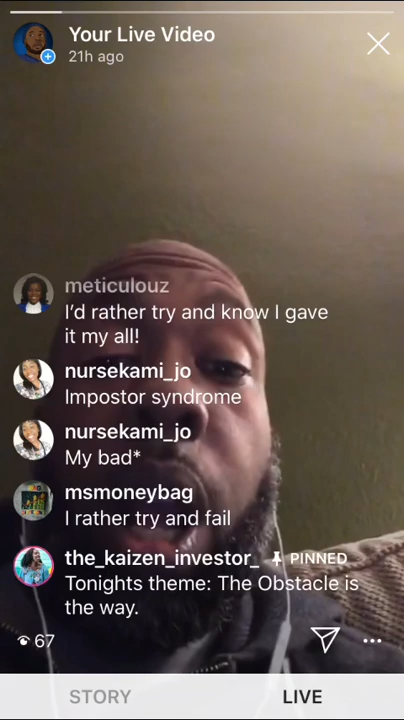 Your Live Video
21h ago
meticulouz
I'd rather try and know I gave
it my all!
nursekami_jo
Impostor syndrome
nursekami_jo
My bad*
msmoneybag
I rather try and fail
the_kaizen_investor_ PINNED
Tonights theme: The Obstacle is
the way.
67
STORY LIVE